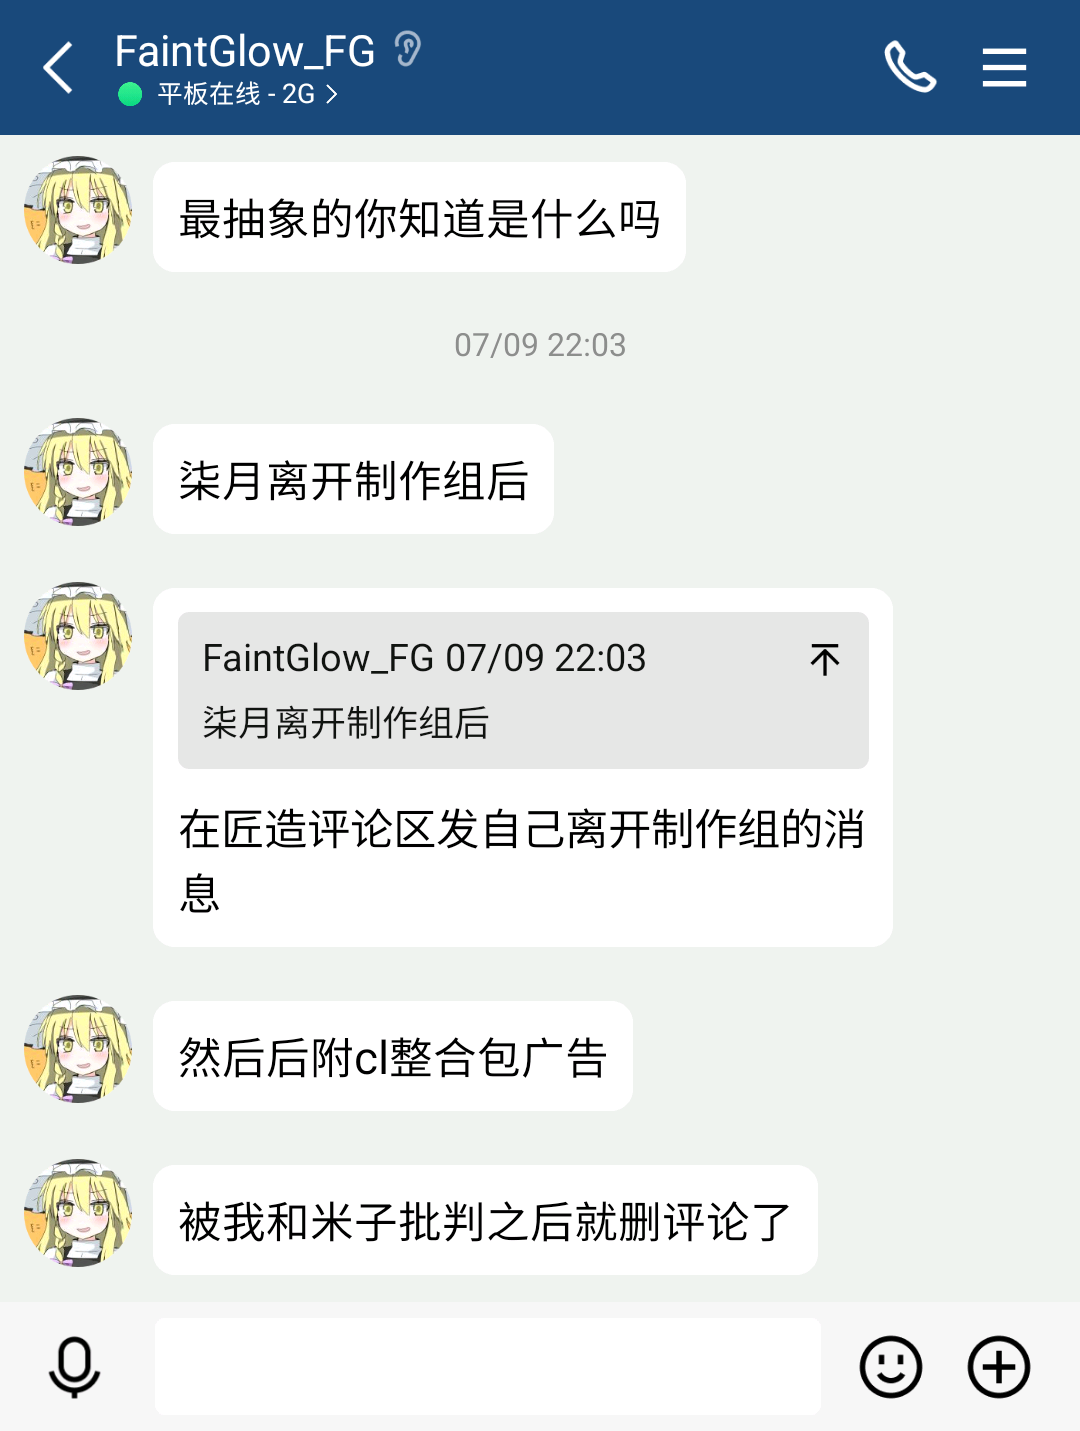 FaintGlow_FG
平板在线 - 2G
最抽象的你知道是什么吗
07/09 22:03
柒月离开制作组后
FaintGlow_FG 07/09 22:03
柒月离开制作组后
在匠造评论区发自己离开制作组的消
息
然后后附cl整合包广告
被我和米子批判之后就删评论了